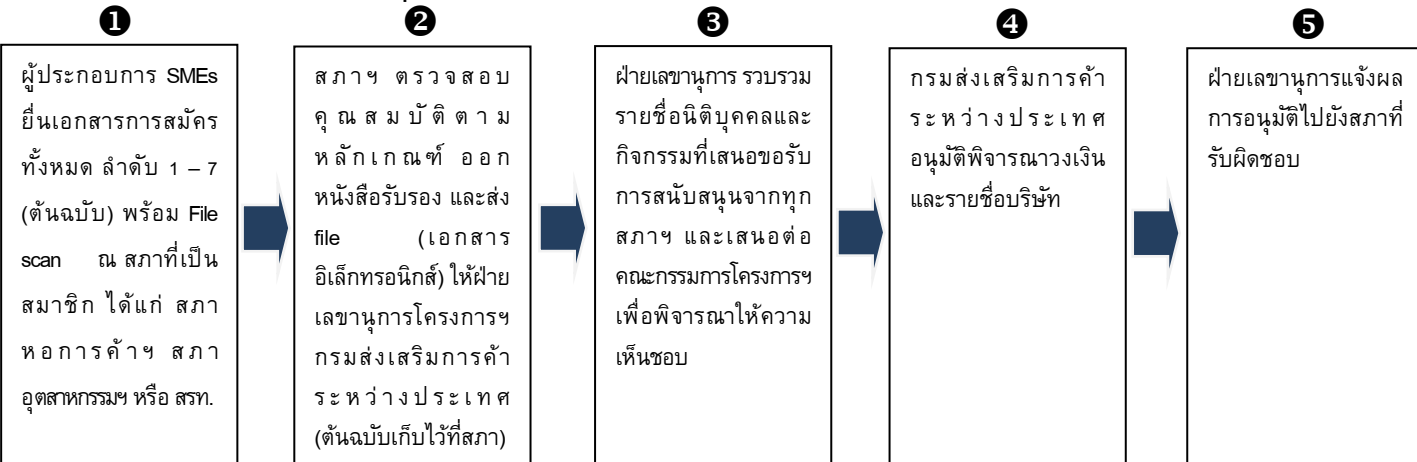 ❶
ผู้ประกอบการ SMEs
ยื่นเอกสารการสมัคร
ทั้งหมด ลำดับ 1 – 7
(ต้นฉบับ) พร้อม File
scan ณ สภาที่เป็น
สมาชิก ได้แก่ สภา
หอการค้าฯ สภา
อุตสาหกรรมฯ หรือ สรท.
❷
สภาฯ ตรวจสอบ
คุณสมบัติตาม
หลักเกณฑ์ ออก
หนังสือรับรอง และส่ง
file (เอกสาร
อิเล็กทรอนิกส์) ให้ฝ่าย
เลขานุการโครงการฯ
กรมส่งเสริมการค้า
ระหว่างประเทศ
(ต้นฉบับเก็บไว้ที่สภา)
❸
ฝ่ายเลขานุการ รวบรวม
รายชื่อนิติบุคคลและ
กิจกรรมที่เสนอขอรับ
การสนับสนุนจากทุก
สภาฯ และเสนอต่อ
คณะกรรมการโครงการฯ
เพื่อพิจารณาให้ความ
เห็นชอบ
❹
กรมส่งเสริมการค้า
ระหว่างประเทศ
อนุมัติพิจารณาวงเงิน
และรายชื่อบริษัท
❺
ฝ่ายเลขานุการแจ้งผล
การอนุมัติไปยังสภาที่
รับผิดชอบ